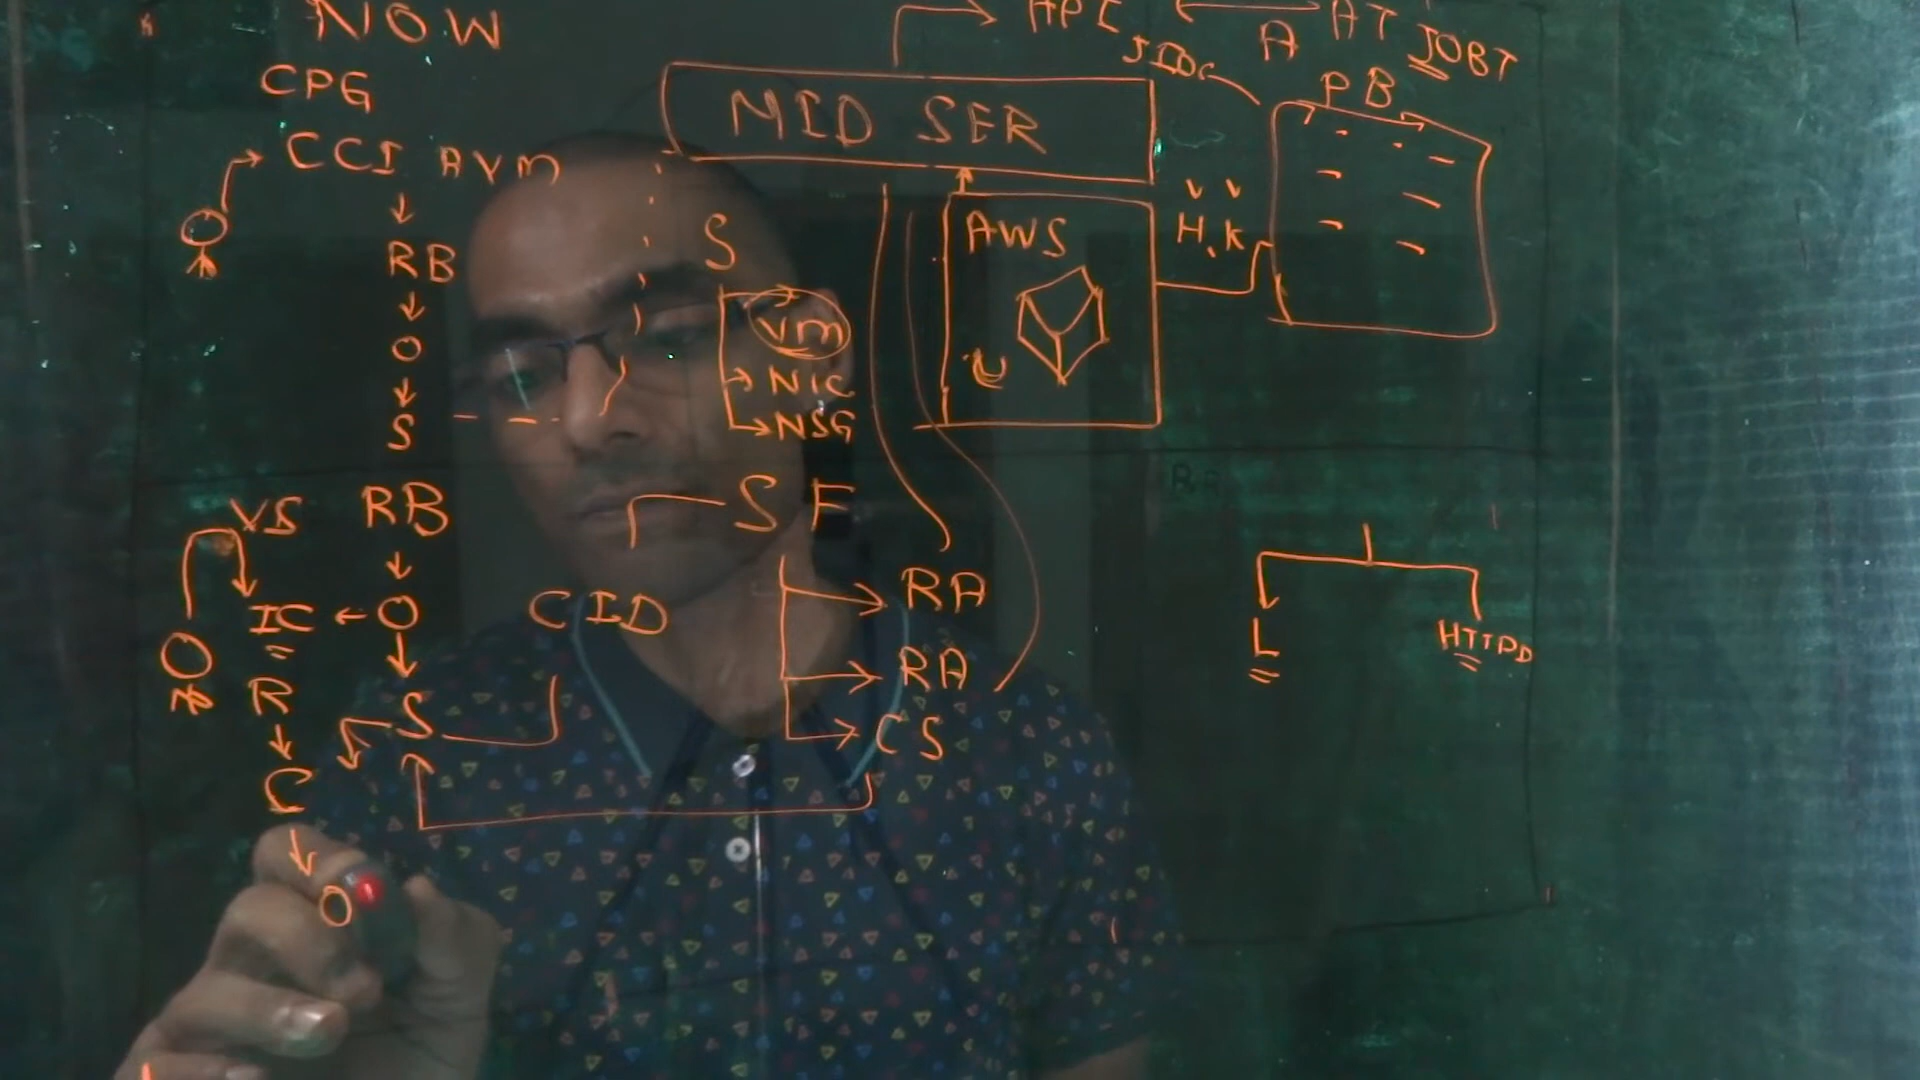 NOW
CPG
CCI AVM
RB
O
S
VS
RB
IC
O
R
S
C
O
MID SER
S
VM
NIC
NSG
AWS
SF
CID
RA
RA
CS
API
A
AT
JOBT
PB
H,K
L
HTTPD